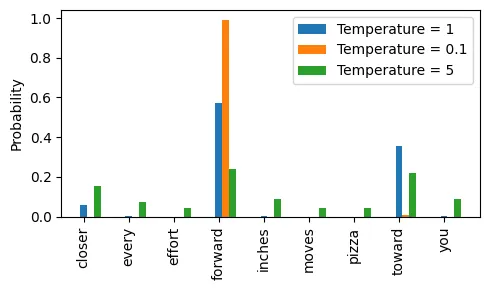 Temperature = 1
Temperature = 0.1
Temperature = 5
Probability
1.0
0.8
0.6
0.4
0.2
0.0
closer
every
effort
forward
inches
moves
pizza
toward
you